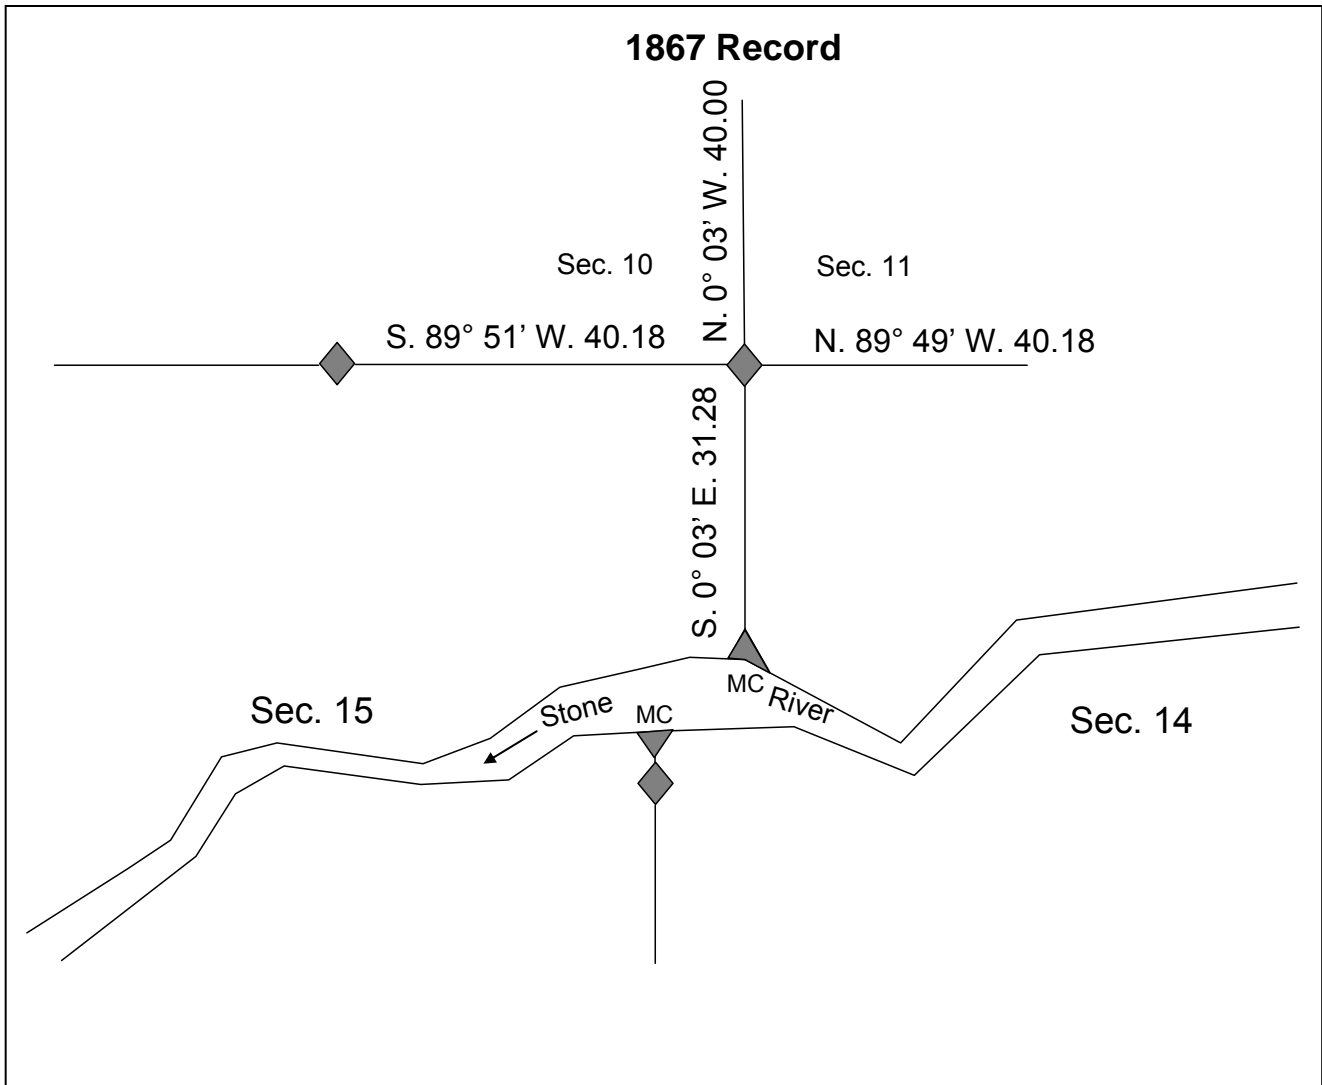 1867 Record
N. 0° 03’ W. 40.00
Sec. 10
Sec. 11
S. 89° 51’ W. 40.18
N. 89° 49’ W. 40.18
S. 0° 03’ E. 31.28
MC
River
Sec. 15
Stone
MC
Sec. 14